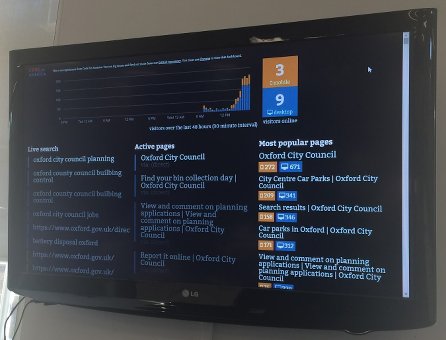 3
mobile
9
desktop
visitors online
visitors over the last 48 hours (30 minute interval)
Live search
oxford city council planning
oxford county council builbing
control
oxford county council builbing
control
oxford city council jobs
https://www.oxford.gov.uk/direc
battery disposal oxford
https://www.oxford.gov.uk/
https://www.oxford.gov.uk/
Active pages
Oxford City Council
Find your bin collection day |
Oxford City Council
View and comment on planning
applications | View and
comment on planning
applications | Oxford City
Council
Report it online | Oxford City
Council
Most popular pages
Oxford City Council
272 671
City Centre Car Parks | Oxford
City Council
209 341
Search results | Oxford City
Council
158 346
Car parks in Oxford | Oxford
City Council
171 312
View and comment on planning
applications | View and
comment on planning
applications | Oxford City
Council
LG